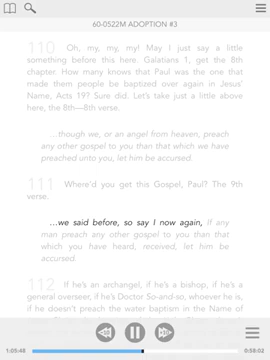 60-0522M ADOPTION #3
110 Oh, my, my, my! May I just say a little
something before this here. Galatians 1, get the 8th
chapter. How many knows that Paul was the one that
made them people be baptized over again in Jesus'
Name, Acts 19? Sure did. Let's take just a little above
here, the 8th—8th verse.
...though we, or an angel from heaven, preach
any other gospel to you than that which we have
preached unto you, let him be accursed.
111 Where'd you get this Gospel, Paul? The 9th
verse.
...we said before, so say I now again, If any
man preach any other gospel to you than that
which you have heard, received, let him be
accursed.
112 If he's an archangel, if he's a bishop, if he's a
general overseer, if he's Doctor So-and-so, whoever he is,
if he doesn't preach the water baptism in the Name of
1:05:48 0:58:02